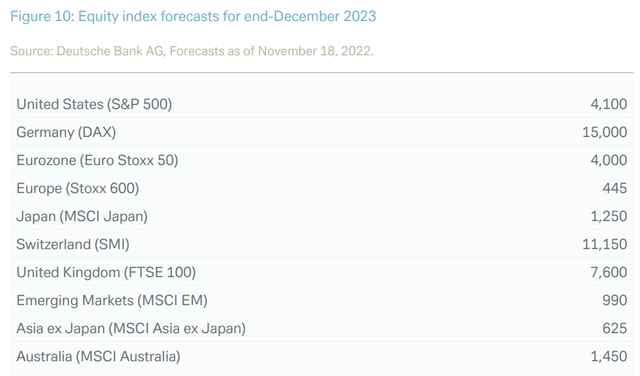 Figure 10: Equity index forecasts for end-December 2023
Source: Deutsche Bank AG, Forecasts as of November 18, 2022.
United States (S&P 500) 4,100
Germany (DAX) 15,000
Eurozone (Euro Stoxx 50) 4,000
Europe (Stoxx 600) 445
Japan (MSCI Japan) 1,250
Switzerland (SMI) 11,150
United Kingdom (FTSE 100) 7,600
Emerging Markets (MSCI EM) 990
Asia ex Japan (MSCI Asia ex Japan) 625
Australia (MSCI Australia) 1,450